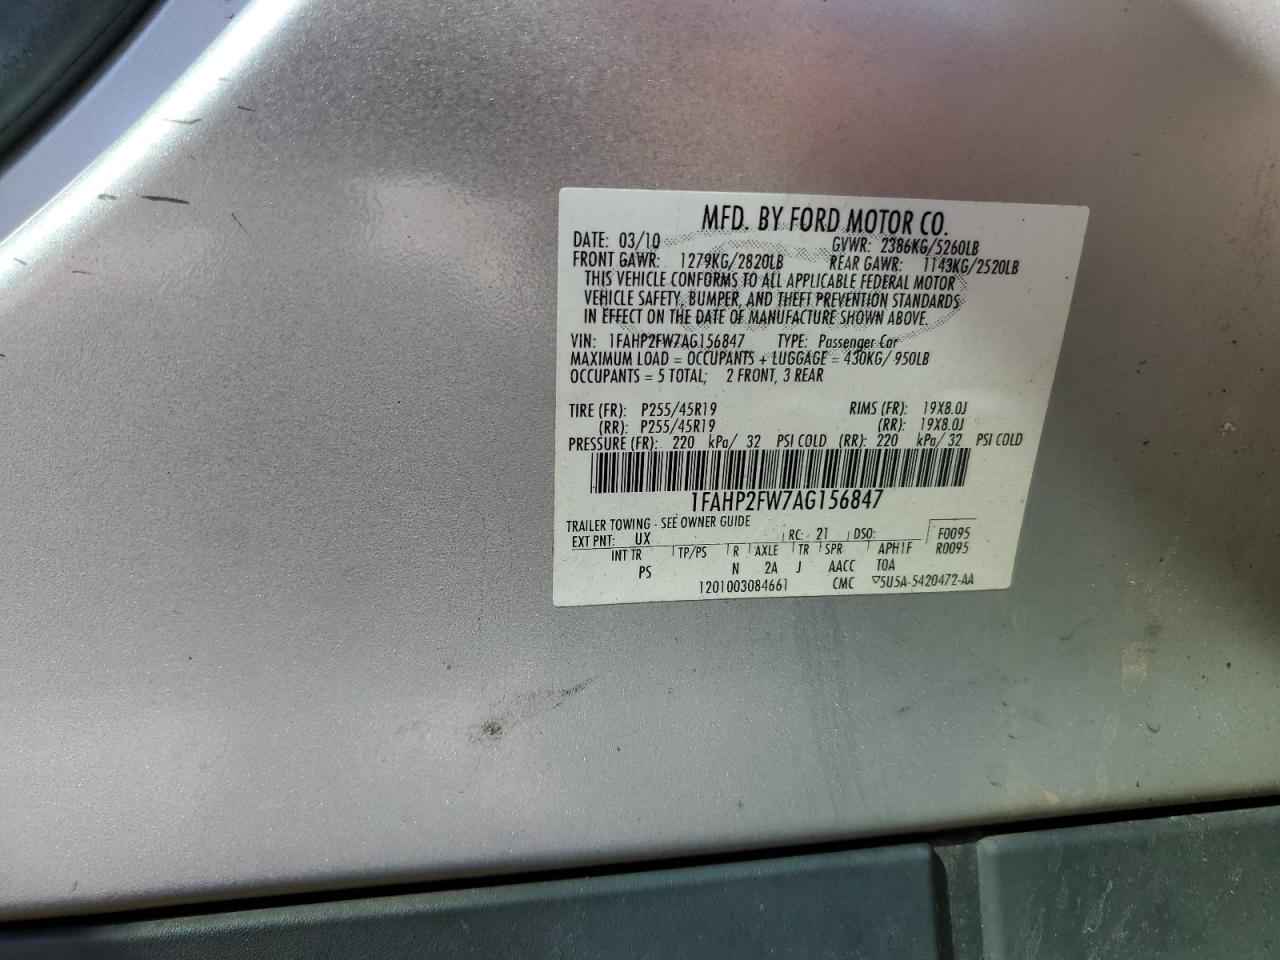 MFD. BY FORD MOTOR CO.
DATE: 03/10 GVWR: 2386KG/5260LB
FRONT GAWR: 1279KG/2820LB REAR GAWR: 1143KG/2520LB
THIS VEHICLE CONFORMS TO ALL APPLICABLE FEDERAL MOTOR
VEHICLE SAFETY, BUMPER, AND THEFT PREVENTION STANDARDS
IN EFFECT ON THE DATE OF MANUFACTURE SHOWN ABOVE.
VIN: 1FAHP2FW7AG156847 TYPE: Passenger Car
MAXIMUM LOAD = OCCUPANTS + LUGGAGE = 430KG/ 950LB
OCCUPANTS = 5 TOTAL; 2 FRONT, 3 REAR
TIRE (FR): P255/45R19 RIMS (FR): 19X8.0J
(RR): P255/45R19 (RR): 19X8.0J
PRESSURE (FR): 220 kPa/ 32 PSI COLD (RR): 220 kPa/ 32 PSI COLD
1FAHP2FW7AG156847
TRAILER TOWING - SEE OWNER GUIDE
EXT PNT: UX RC: 21 DSO: F0095
INT TR TP/PS R AXLE TR SPR APH1F R0095
PS N 2A J AACC TOA
1201003084661 CMC ▽5U5A-5420472-AA